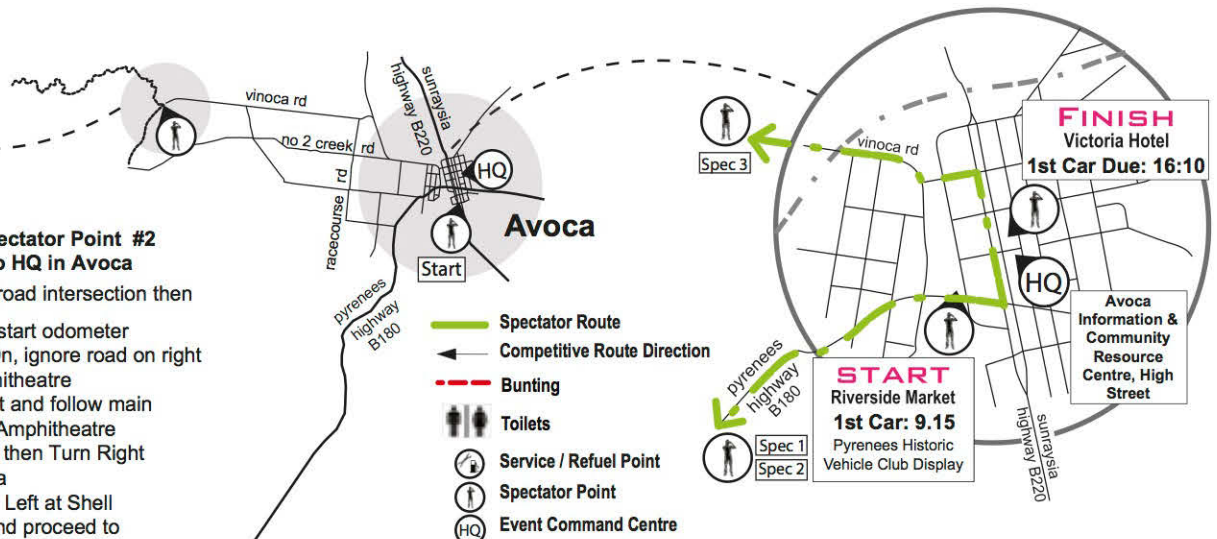 vinoca rd
no 2 creek rd
racecourse rd
sunraysia
highway B220
HQ
Avoca
Start
pyrenees
highway
B180
ectator Point #2
o HQ in Avoca
road intersection then
start odometer
n, ignore road on right
hitheatre
t and follow main
Amphitheatre
then Turn Right
a
Left at Shell
nd proceed to
Spectator Route
Competitive Route Direction
Bunting
Toilets
Service / Refuel Point
Spectator Point
HQ
Event Command Centre
Spec 3
vinoca rd
FINISH
Victoria Hotel
1st Car Due: 16:10
HQ
Avoca
Information &
Community
Resource
Centre, High
Street
pyrenees
highway
B180
START
Riverside Market
1st Car: 9.15
Pyrenees Historic
Vehicle Club Display
Spec 1
Spec 2
sunraysia
highway B220